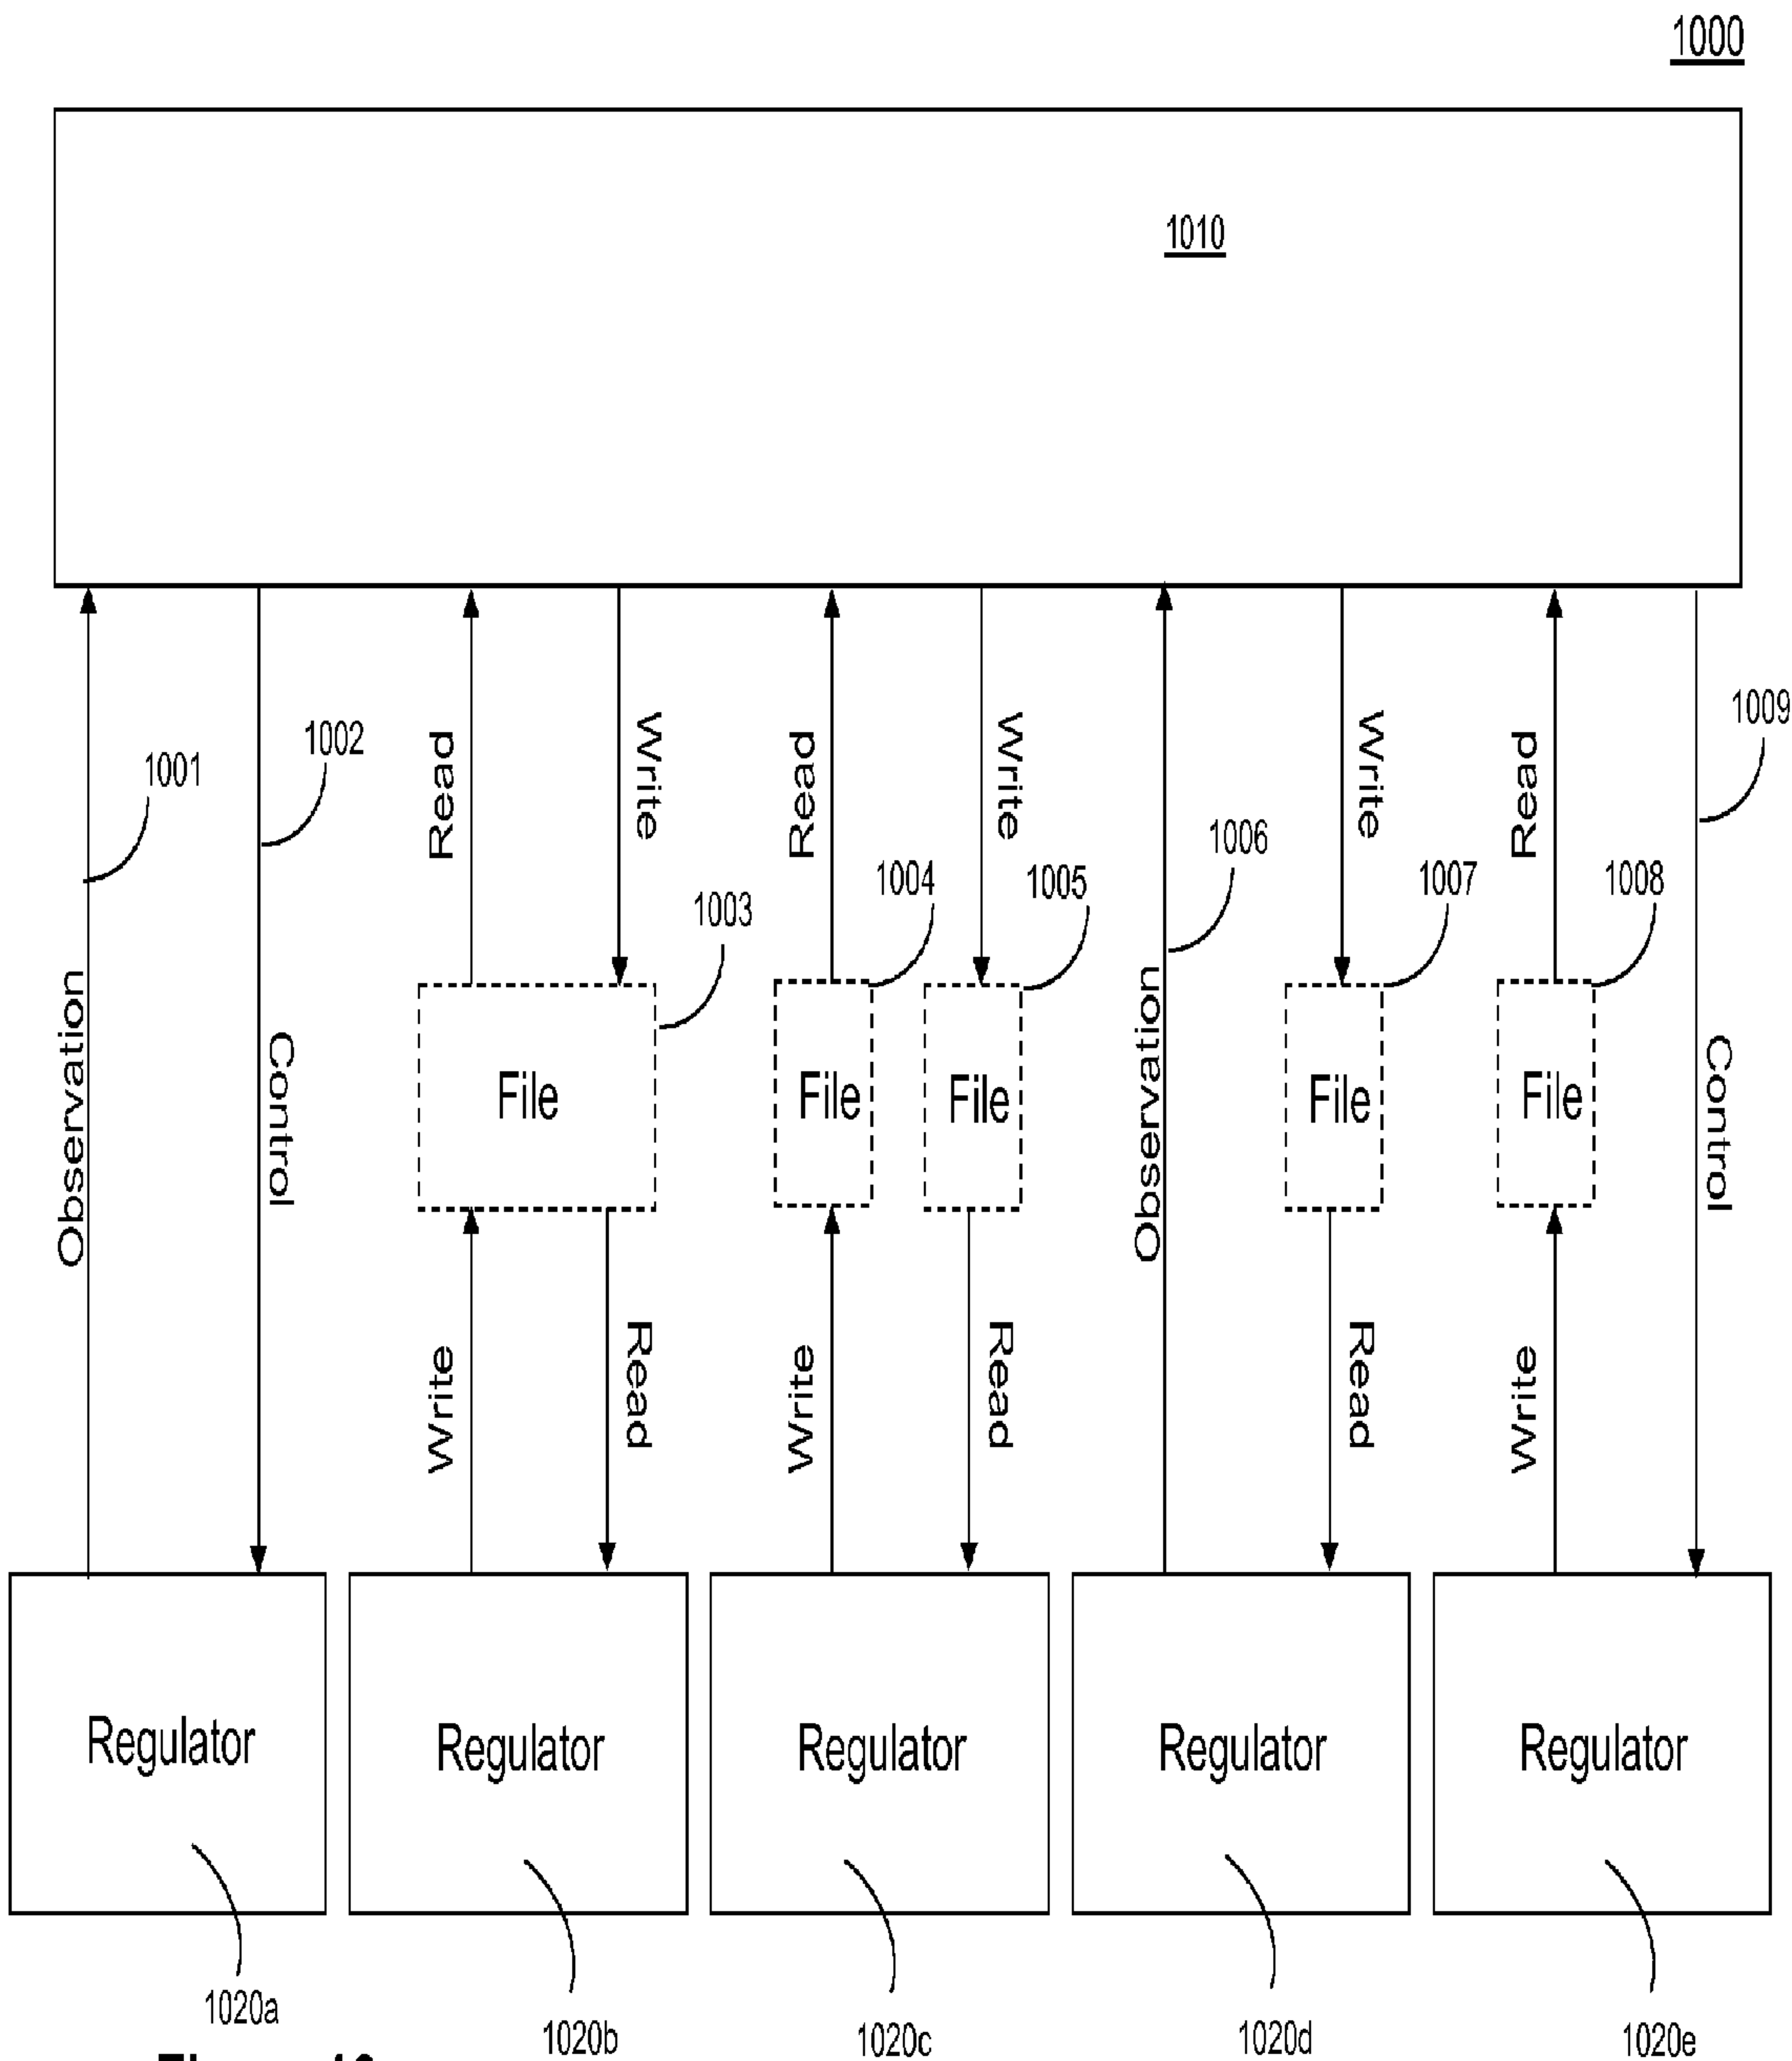 1000
1010
1001
1002
Read
Write
Read
Write
1006
Write
Read
1009
1003
1004
1005
1007
1008
Observation
Control
File
File
File
Observation
File
File
Control
Write
Read
Write
Read
Read
Write
Regulator
Regulator
Regulator
Regulator
Regulator
1020a
1020b
1020c
1020d
1020e